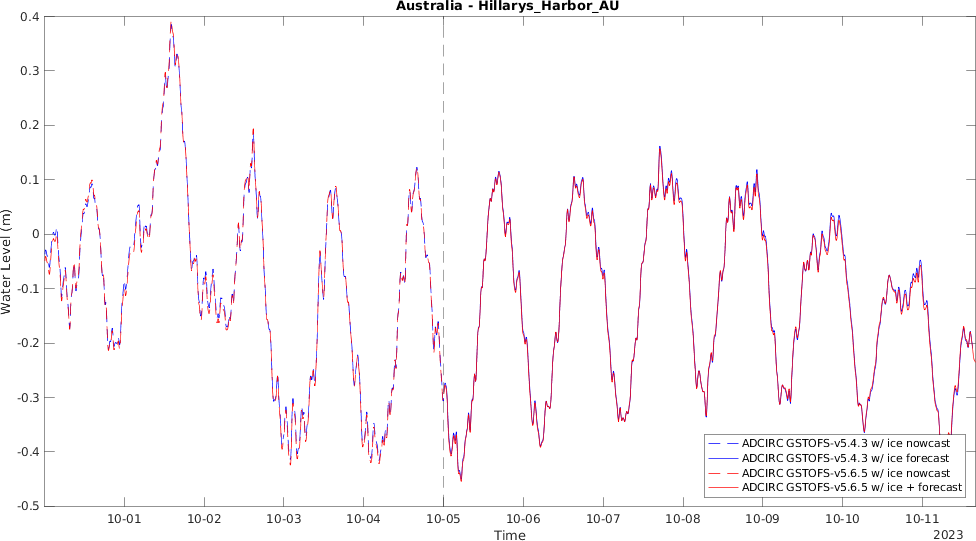 Australia - Hillarys_Harbor_AU
0.4
0.3
0.2
0.1
0
-0.1
-0.2
-0.3
-0.4
-0.5
Water Level (m)
10-01 10-02 10-03 10-04 10-05 10-06 10-07 10-08 10-09 10-10 10-11
Time
2023
ADCIRC GSTOFS-v5.4.3 w/ ice nowcast
ADCIRC GSTOFS-v5.4.3 w/ ice forecast
ADCIRC GSTOFS-v5.6.5 w/ ice nowcast
ADCIRC GSTOFS-v5.6.5 w/ ice + forecast